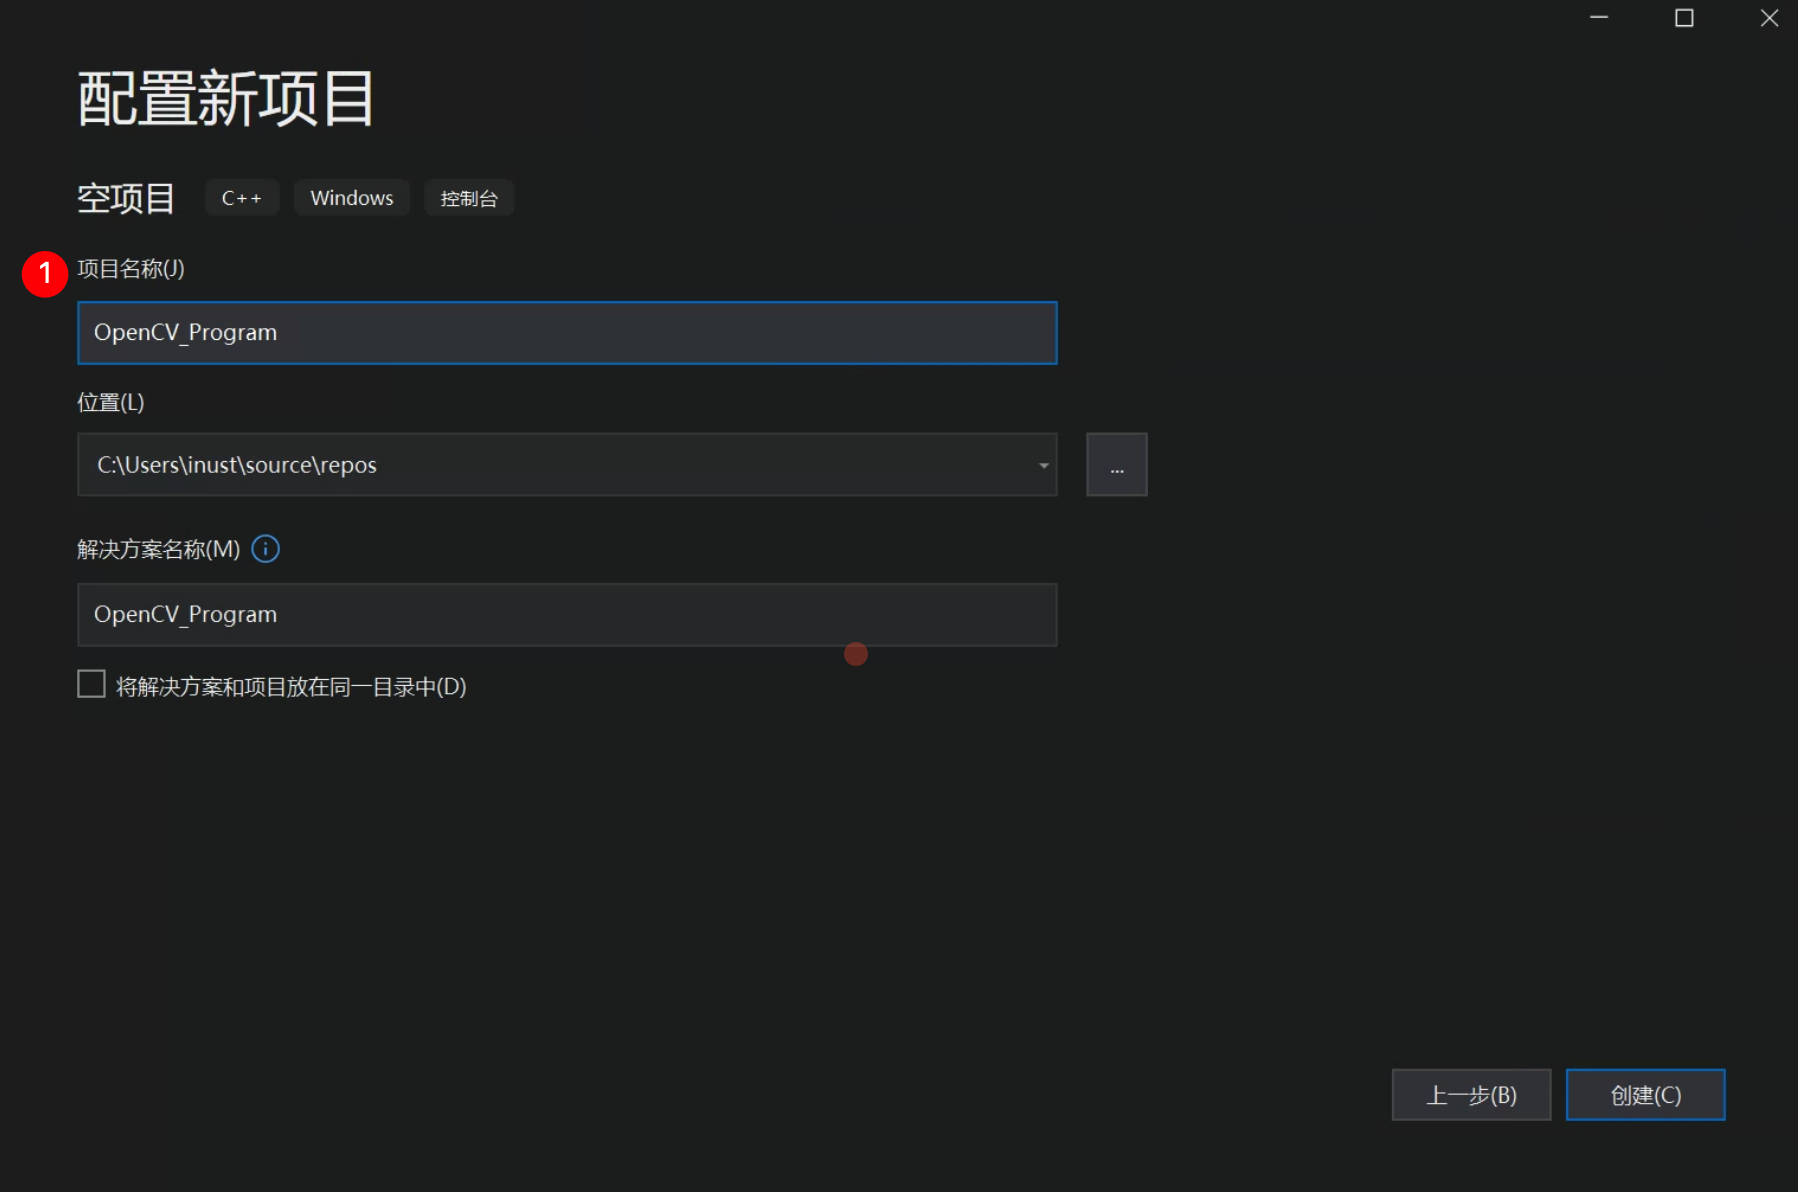 配置新项目
空项目 C++ Windows 控制台
1 项目名称(J)
OpenCV_Program
位置(L)
C:\Users\inust\source\repos
...
解决方案名称(M)
OpenCV_Program
将解决方案和项目放在同一目录中(D)
上一步(B) 创建(C)